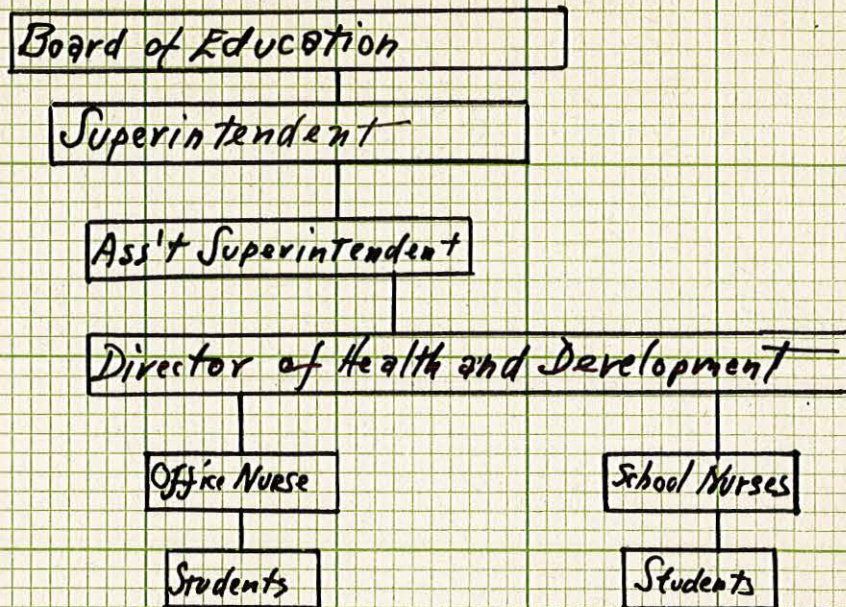 Board of Education
Superintendent
Ass't Superintendent
Director of Health and Development
Office Nurse School Nurses
Students Students